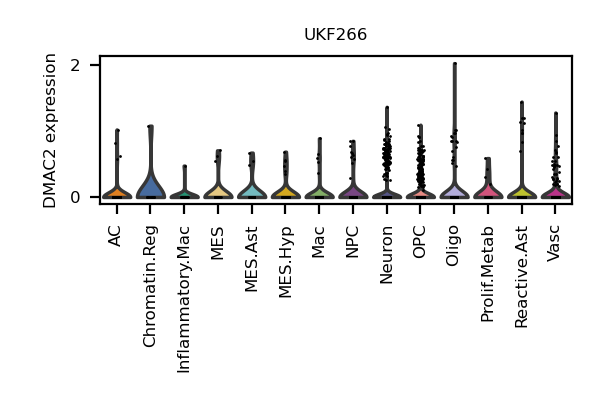 UKF266
DMAC2 expression
2
0
AC
Chromatin.Reg
Inflammatory.Mac
MES
MES.Ast
MES.Hyp
Mac
NPC
Neuron
OPC
Oligo
Prolif.Metab
Reactive.Ast
Vasc